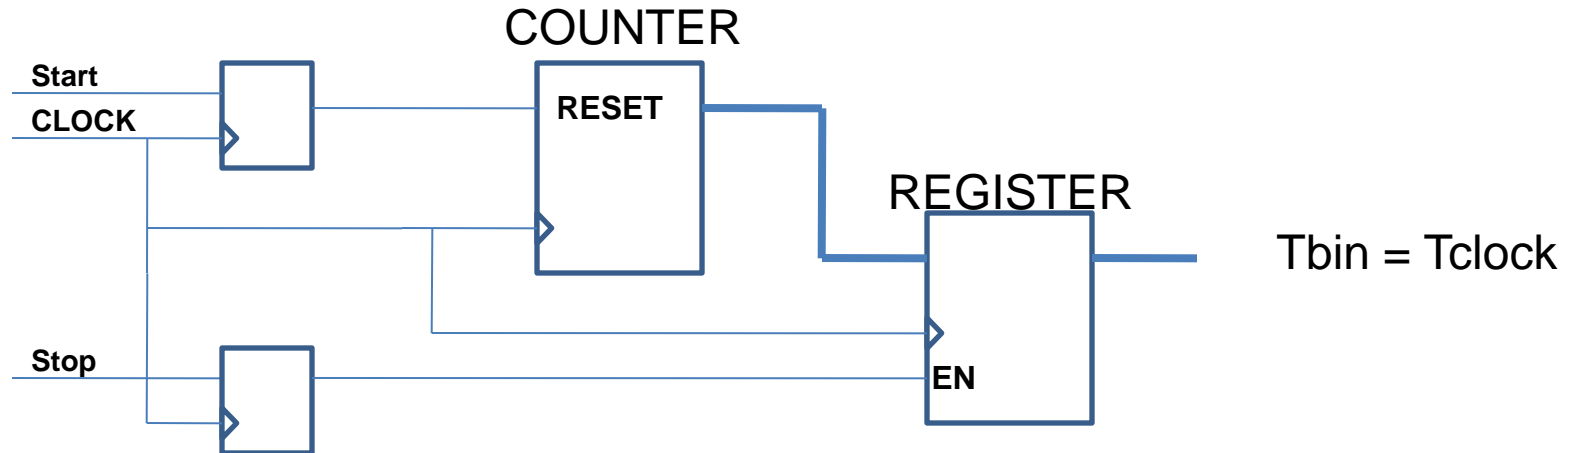 COUNTER
Start
CLOCK
RESET
REGISTER
Tbin = Tclock
Stop
EN